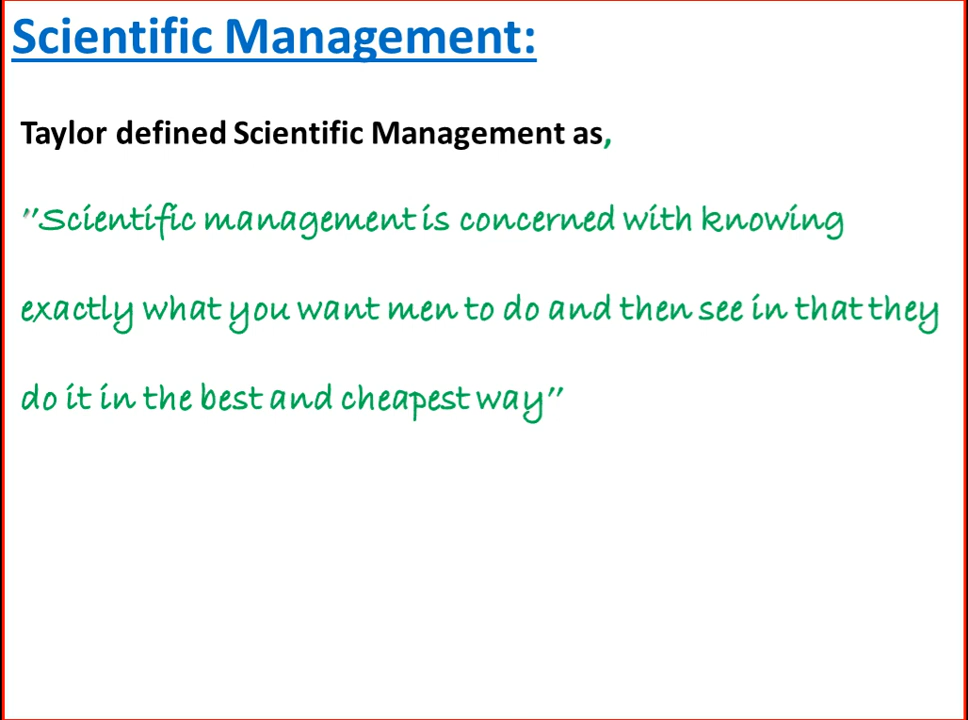 Scientific Management:
Taylor defined Scientific Management as,
"Scientific management is concerned with knowing
exactly what you want men to do and then see in that they
do it in the best and cheapest way"